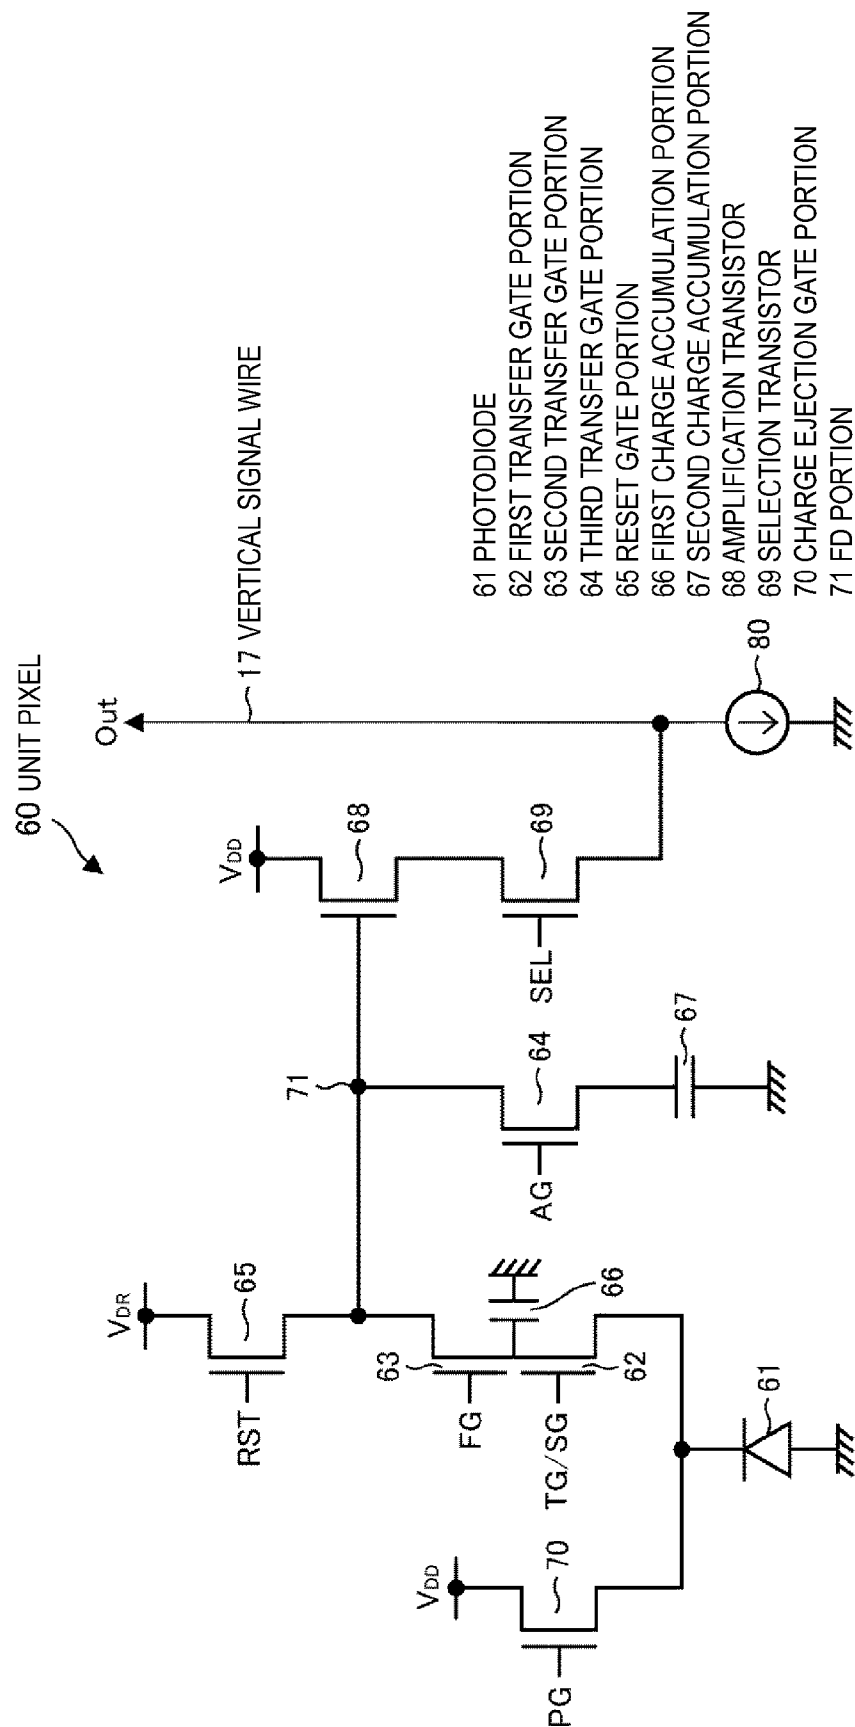 60 UNIT PIXEL
Out
17 VERTICAL SIGNAL WIRE
VDD
68
69
SEL
80
71
64
AG
67
VDR
65
RST
63
FG
66
62
TG/SG
61
VDD
70
PG
61 PHOTODIODE
62 FIRST TRANSFER GATE PORTION
63 SECOND TRANSFER GATE PORTION
64 THIRD TRANSFER GATE PORTION
65 RESET GATE PORTION
66 FIRST CHARGE ACCUMULATION PORTION
67 SECOND CHARGE ACCUMULATION PORTION
68 AMPLIFICATION TRANSISTOR
69 SELECTION TRANSISTOR
70 CHARGE EJECTION GATE PORTION
71 FD PORTION